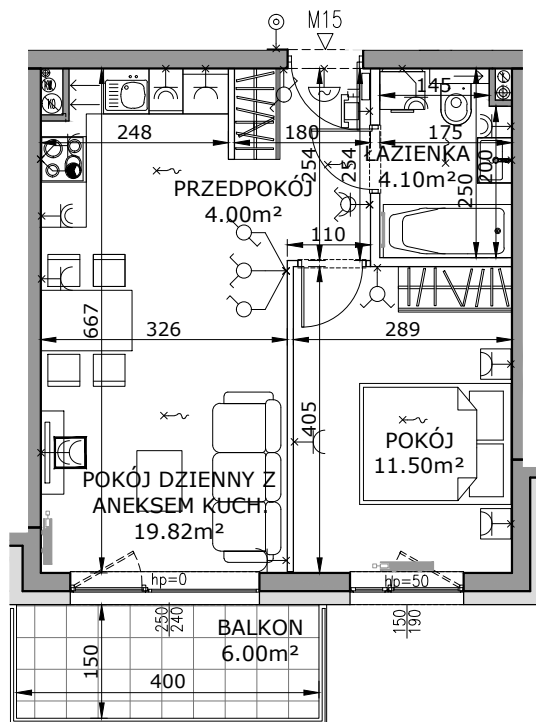 M15
145
248
180
175
254
254
200
250
ŁAZIENKA
4.10m²
PRZEDPOKÓJ
4.00m²
110
667
326
289
405
POKÓJ
11.50m²
POKÓJ DZIENNY Z
ANEKSEM KUCH.
19.82m²
hp=0
hp=50
250
240
150
190
BALKON
6.00m²
150
400